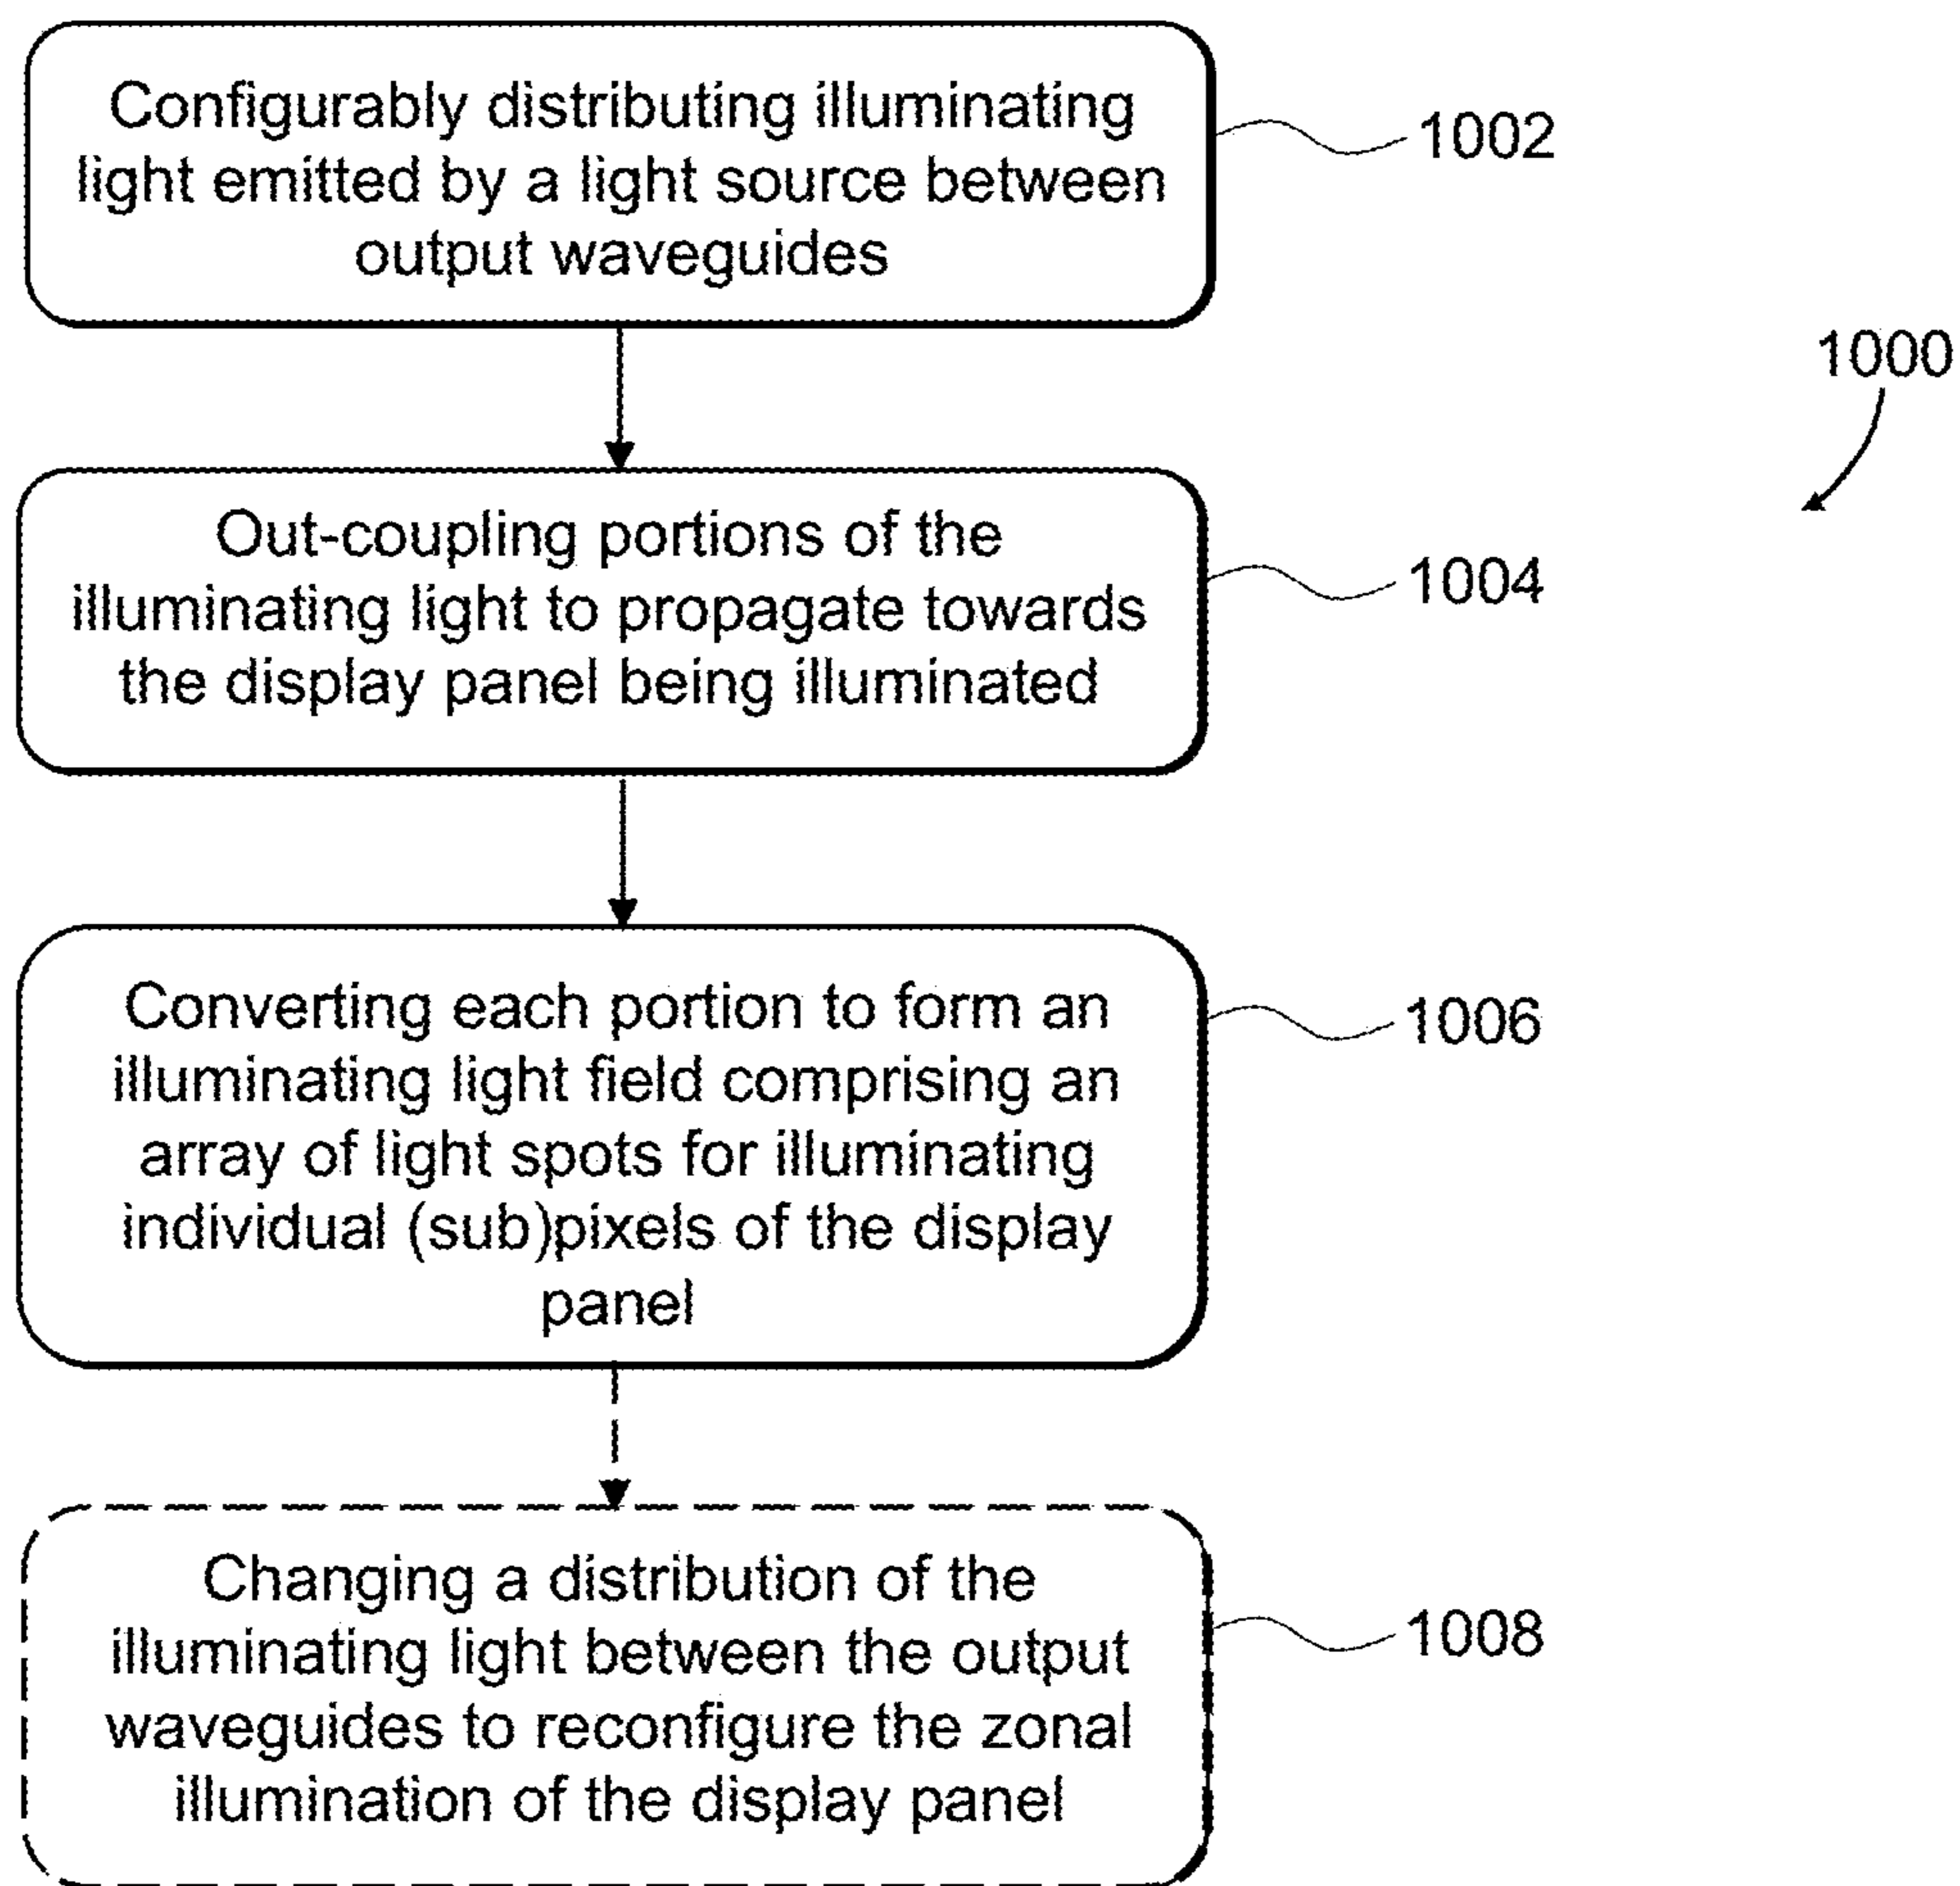 Configurably distributing illuminating
light emitted by a light source between
output waveguides
1002
1000
Out-coupling portions of the
illuminating light to propagate towards
the display panel being illuminated
1004
Converting each portion to form an
illuminating light field comprising an
array of light spots for illuminating
individual (sub)pixels of the display
panel
1006
Changing a distribution of the
illuminating light between the output
waveguides to reconfigure the zonal
illumination of the display panel
1008